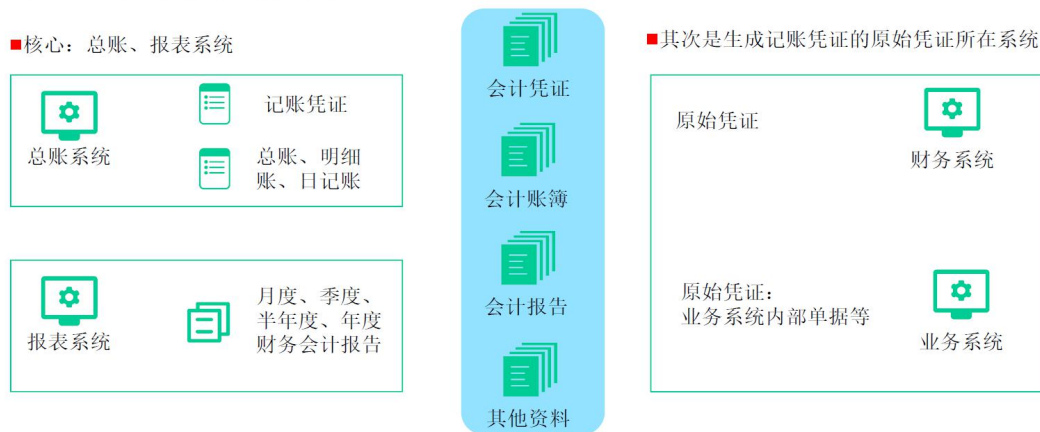 核心：总账、报表系统
总账系统
记账凭证
总账、明细
账、日记账
报表系统
月度、季度、
半年度、年度
财务会计报告
会计凭证
会计账簿
会计报告
其他资料
其次是生成记账凭证的原始凭证所在系统
原始凭证
财务系统
原始凭证：
业务系统内部单据等
业务系统